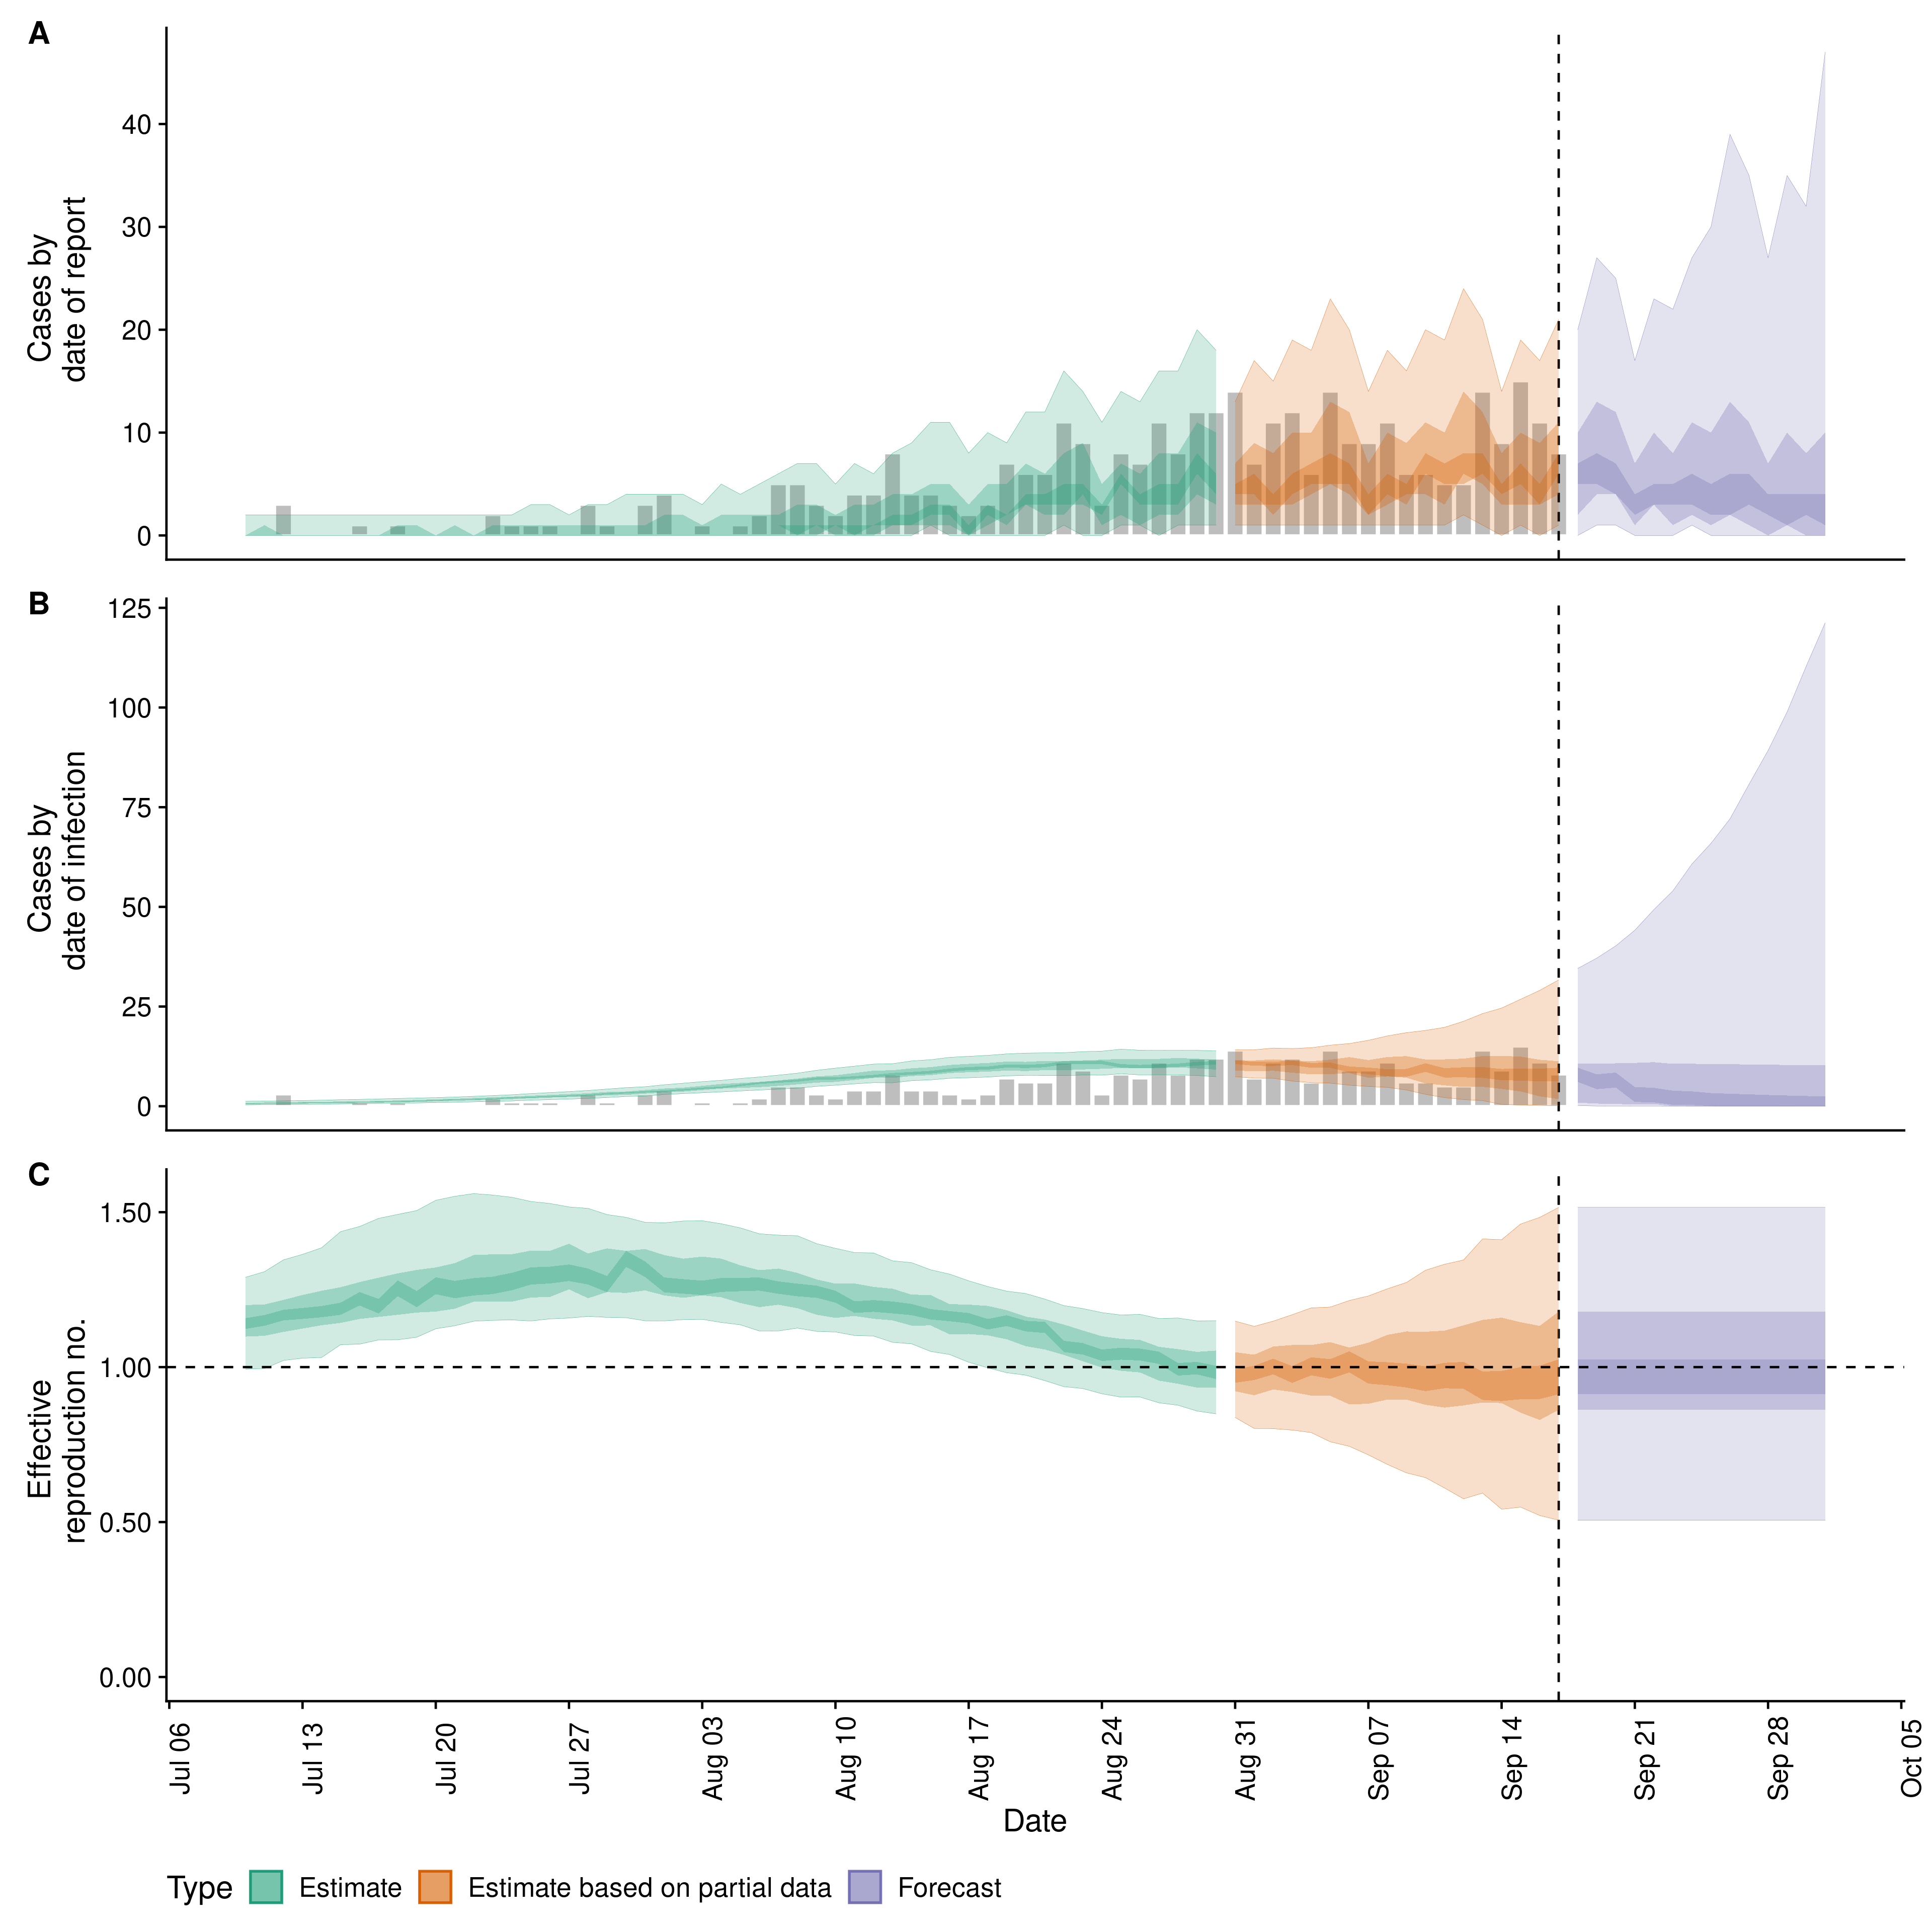 A
Cases by
date of report
40
30
20
10
0
B
Cases by
date of infection
125
100
75
50
25
0
C
Effective
reproduction no.
1.50
1.00
0.50
0.00
Jul 06
Jul 13
Jul 20
Jul 27
Aug 03
Aug 10
Aug 17
Aug 24
Aug 31
Sep 07
Sep 14
Sep 21
Sep 28
Oct 05
Date
Type Estimate Estimate based on partial data Forecast